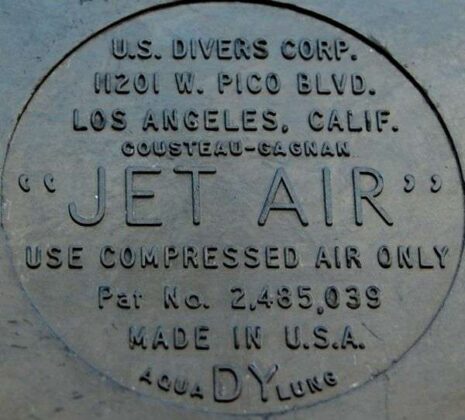 U.S. DIVERS CORP.
11201 W. PICO BLVD.
LOS ANGELES, CALIF.
COUSTEAU-GAGNAN
“JET AIR”
USE COMPRESSED AIR ONLY
Pat No. 2,485,039
MADE IN U.S.A.
AQUA DY LUNG